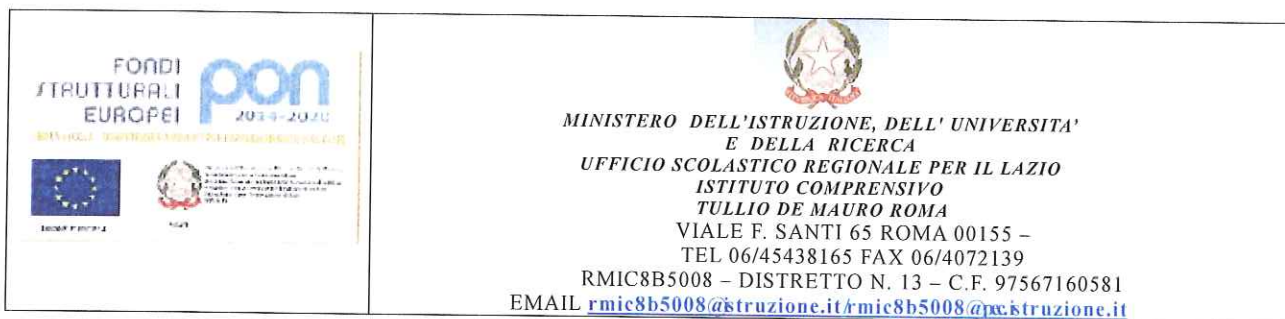 FONDI
STRUTTURALI
EUROPEI
pon
2014-2020
MINISTERO DELL'ISTRUZIONE, DELL' UNIVERSITA'
E DELLA RICERCA
UFFICIO SCOLASTICO REGIONALE PER IL LAZIO
ISTITUTO COMPRENSIVO
TULLIO DE MAURO ROMA
VIALE F. SANTI 65 ROMA 00155 –
TEL 06/45438165 FAX 06/4072139
RMIC8B5008 – DISTRETTO N. 13 – C.F. 97567160581
EMAIL rmic8b5008@istruzione.it/rmic8b5008@pec.istruzione.it